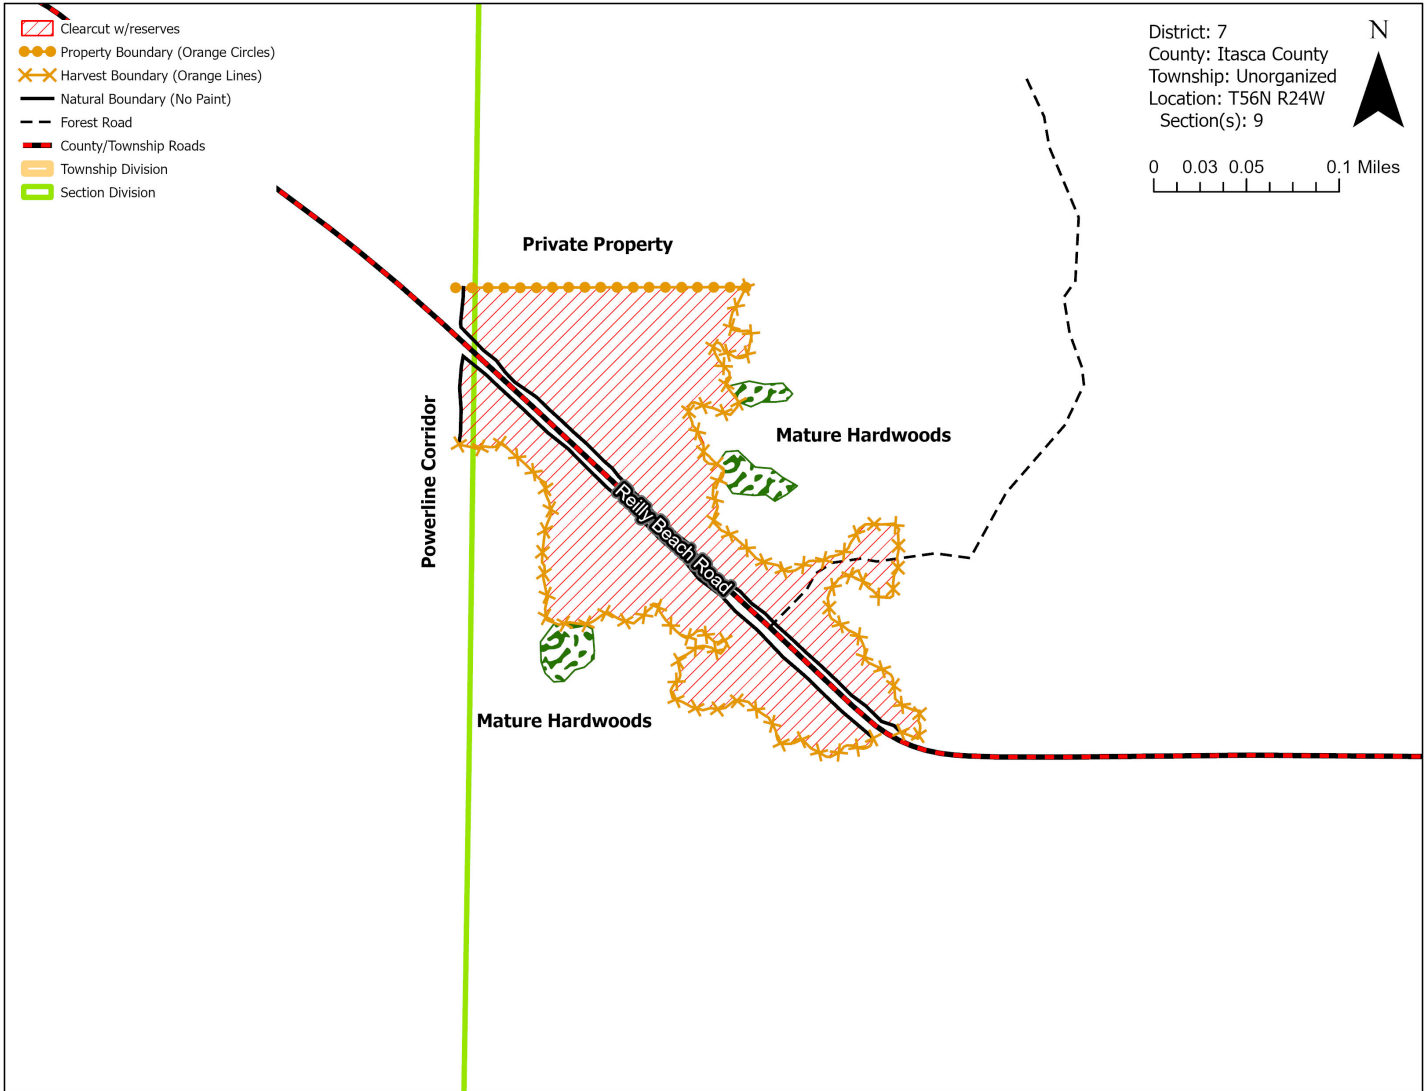 Clearcut w/reserves
Property Boundary (Orange Circles)
Harvest Boundary (Orange Lines)
Natural Boundary (No Paint)
Forest Road
County/Township Roads
Township Division
Section Division
District: 7
County: Itasca County
Township: Unorganized
Location: T56N R24W
Section(s): 9
N
0 0.03 0.05 0.1 Miles
Private Property
Powerline Corridor
Mature Hardwoods
Reilly Beach Road
Mature Hardwoods